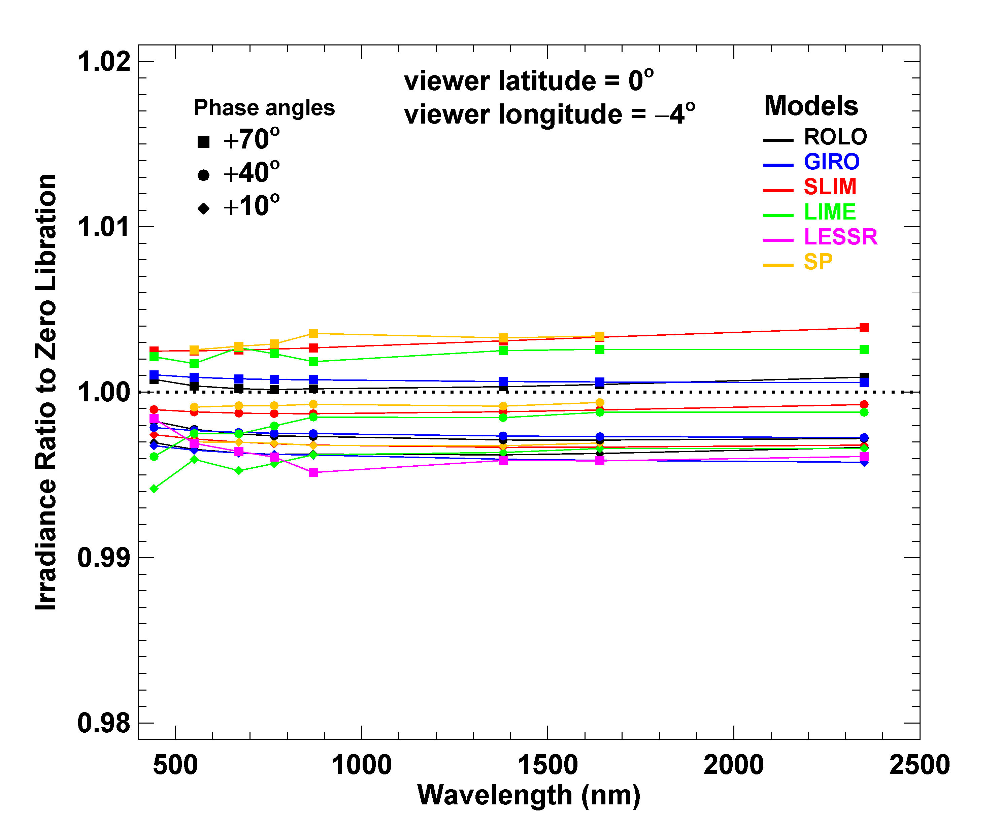 viewer latitude = 0°
viewer longitude = –4°
Phase angles
+70°
+40°
+10°
Models
ROLO
GIRO
SLIM
LIME
LESSR
SP
Irradiance Ratio to Zero Libration
1.02
1.01
1.00
0.99
0.98
500 1000 1500 2000 2500
Wavelength (nm)